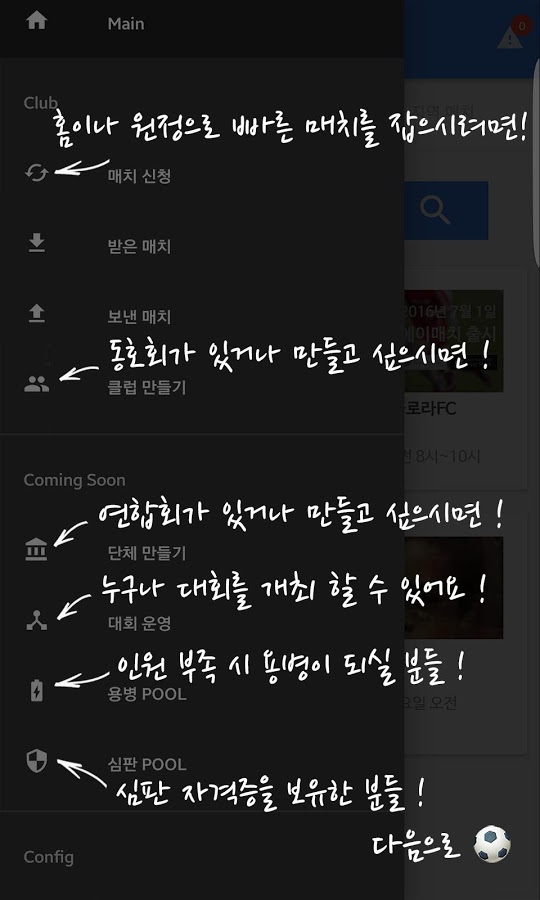 Main
0
Club
지역 매치
홈이나 원정으로 빠른 매치를 잡으시려면!
매치 신청
받은 매치
보낸 매치
2016년 7월 1일
에이매치 출시
동호회가 있거나 만들고 싶으시면 !
클럽 만들기
로라FC
전 8시~10시
Coming Soon
연합회가 있거나 만들고 싶으시면 !
단체 만들기
누구나 대회를 개최 할 수 있어요 !
대회 운영
인원 부족 시 용병이 되실 분들 !
용병 POOL
요일 오전
심판 POOL
심판 자격증을 보유한 분들 !
다음으로
Config